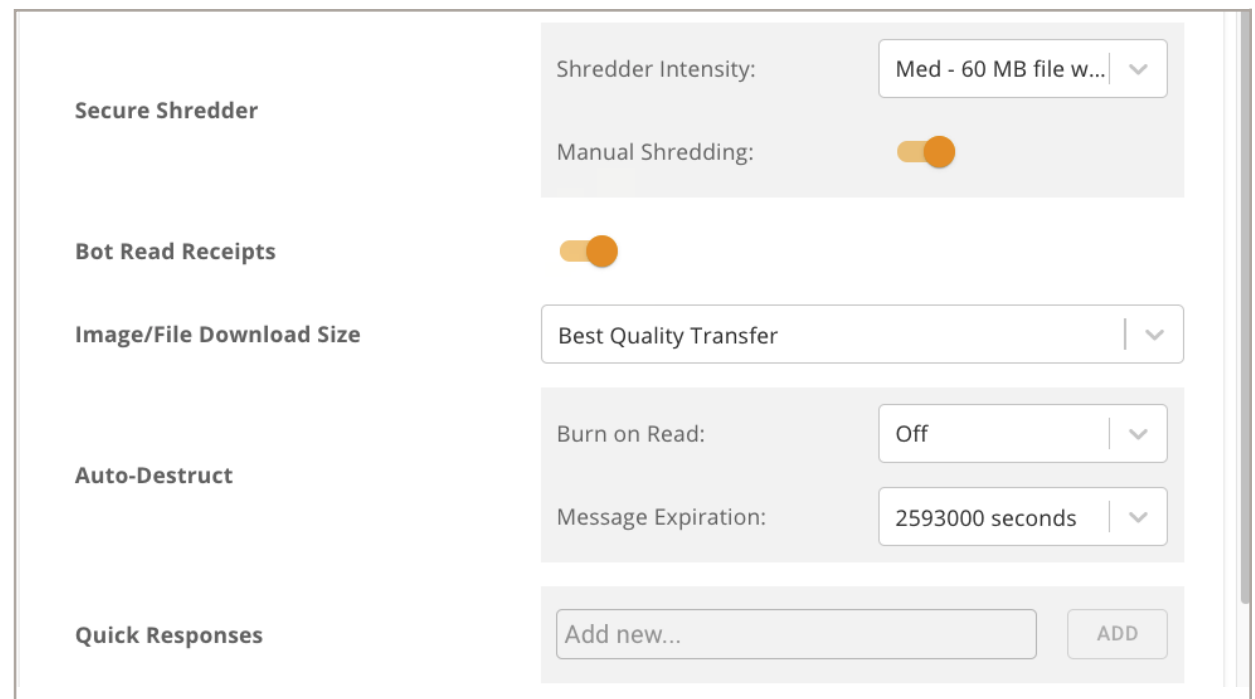 Secure Shredder
Shredder Intensity:
Med - 60 MB file w...
Manual Shredding:
Bot Read Receipts
Image/File Download Size
Best Quality Transfer
Auto-Destruct
Burn on Read:
Off
Message Expiration:
2593000 seconds
Quick Responses
Add new...
ADD